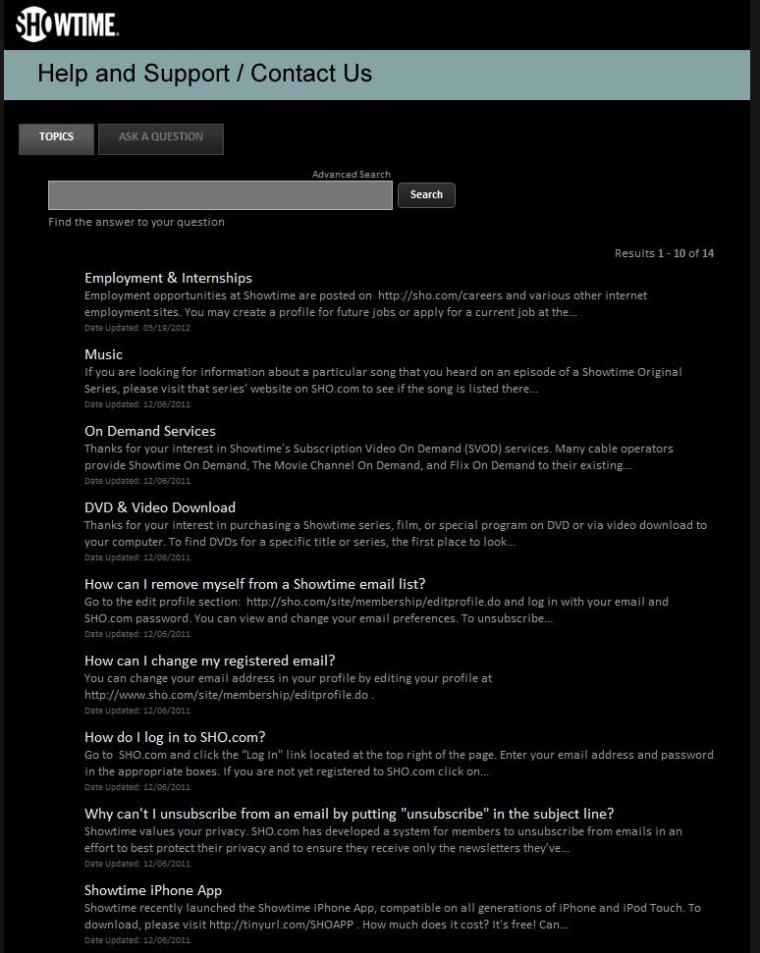 SHOWTIME.
Help and Support / Contact Us
TOPICS
ASK A QUESTION
Advanced Search
Search
Find the answer to your question
Results 1 - 10 of 14
Employment & Internships
Employment opportunities at Showtime are posted on  http://sho.com/careers and various other internet
employment sites. You may create a profile for future jobs or apply for a current job at the...
Date Updated: 05/19/2012
Music
If you are looking for information about a particular song that you heard on an episode of a Showtime Original
Series, please visit that series’ website on SHO.com to see if the song is listed there...
Date Updated: 12/06/2011
On Demand Services
Thanks for your interest in Showtime’s Subscription Video On Demand (SVOD) services. Many cable operators
provide Showtime On Demand, The Movie Channel On Demand, and Flix On Demand to their existing...
Date Updated: 12/06/2011
DVD & Video Download
Thanks for your interest in purchasing a Showtime series, film, or special program on DVD or via video download to
your computer. To find DVDs for a specific title or series, the first place to look...
Date Updated: 12/06/2011
How can I remove myself from a Showtime email list?
Go to the edit profile section:  http://sho.com/site/membership/editprofile.do and log in with your email and
SHO.com password. You can view and change your email preferences. To unsubscribe...
Date Updated: 12/06/2011
How can I change my registered email?
You can change your email address in your profile by editing your profile at
http://www.sho.com/site/membership/editprofile.do .
Date Updated: 12/06/2011
How do I log in to SHO.com?
Go to  SHO.com and click the “Log In" link located at the top right of the page. Enter your email address and password
in the appropriate boxes. If you are not yet registered to SHO.com click on...
Date Updated: 12/06/2011
Why can't I unsubscribe from an email by putting "unsubscribe" in the subject line?
Showtime values your privacy. SHO.com has developed a system for members to unsubscribe from emails in an
effort to best protect their privacy and to ensure they receive only the newsletters they’ve...
Date Updated: 12/06/2011
Showtime iPhone App
Showtime recently launched the Showtime iPhone App, compatible on all generations of iPhone and iPod Touch. To
download, please visit http://tinyurl.com/SHOAPP . How much does it cost? It's free! Can...
Date Updated: 12/06/2011